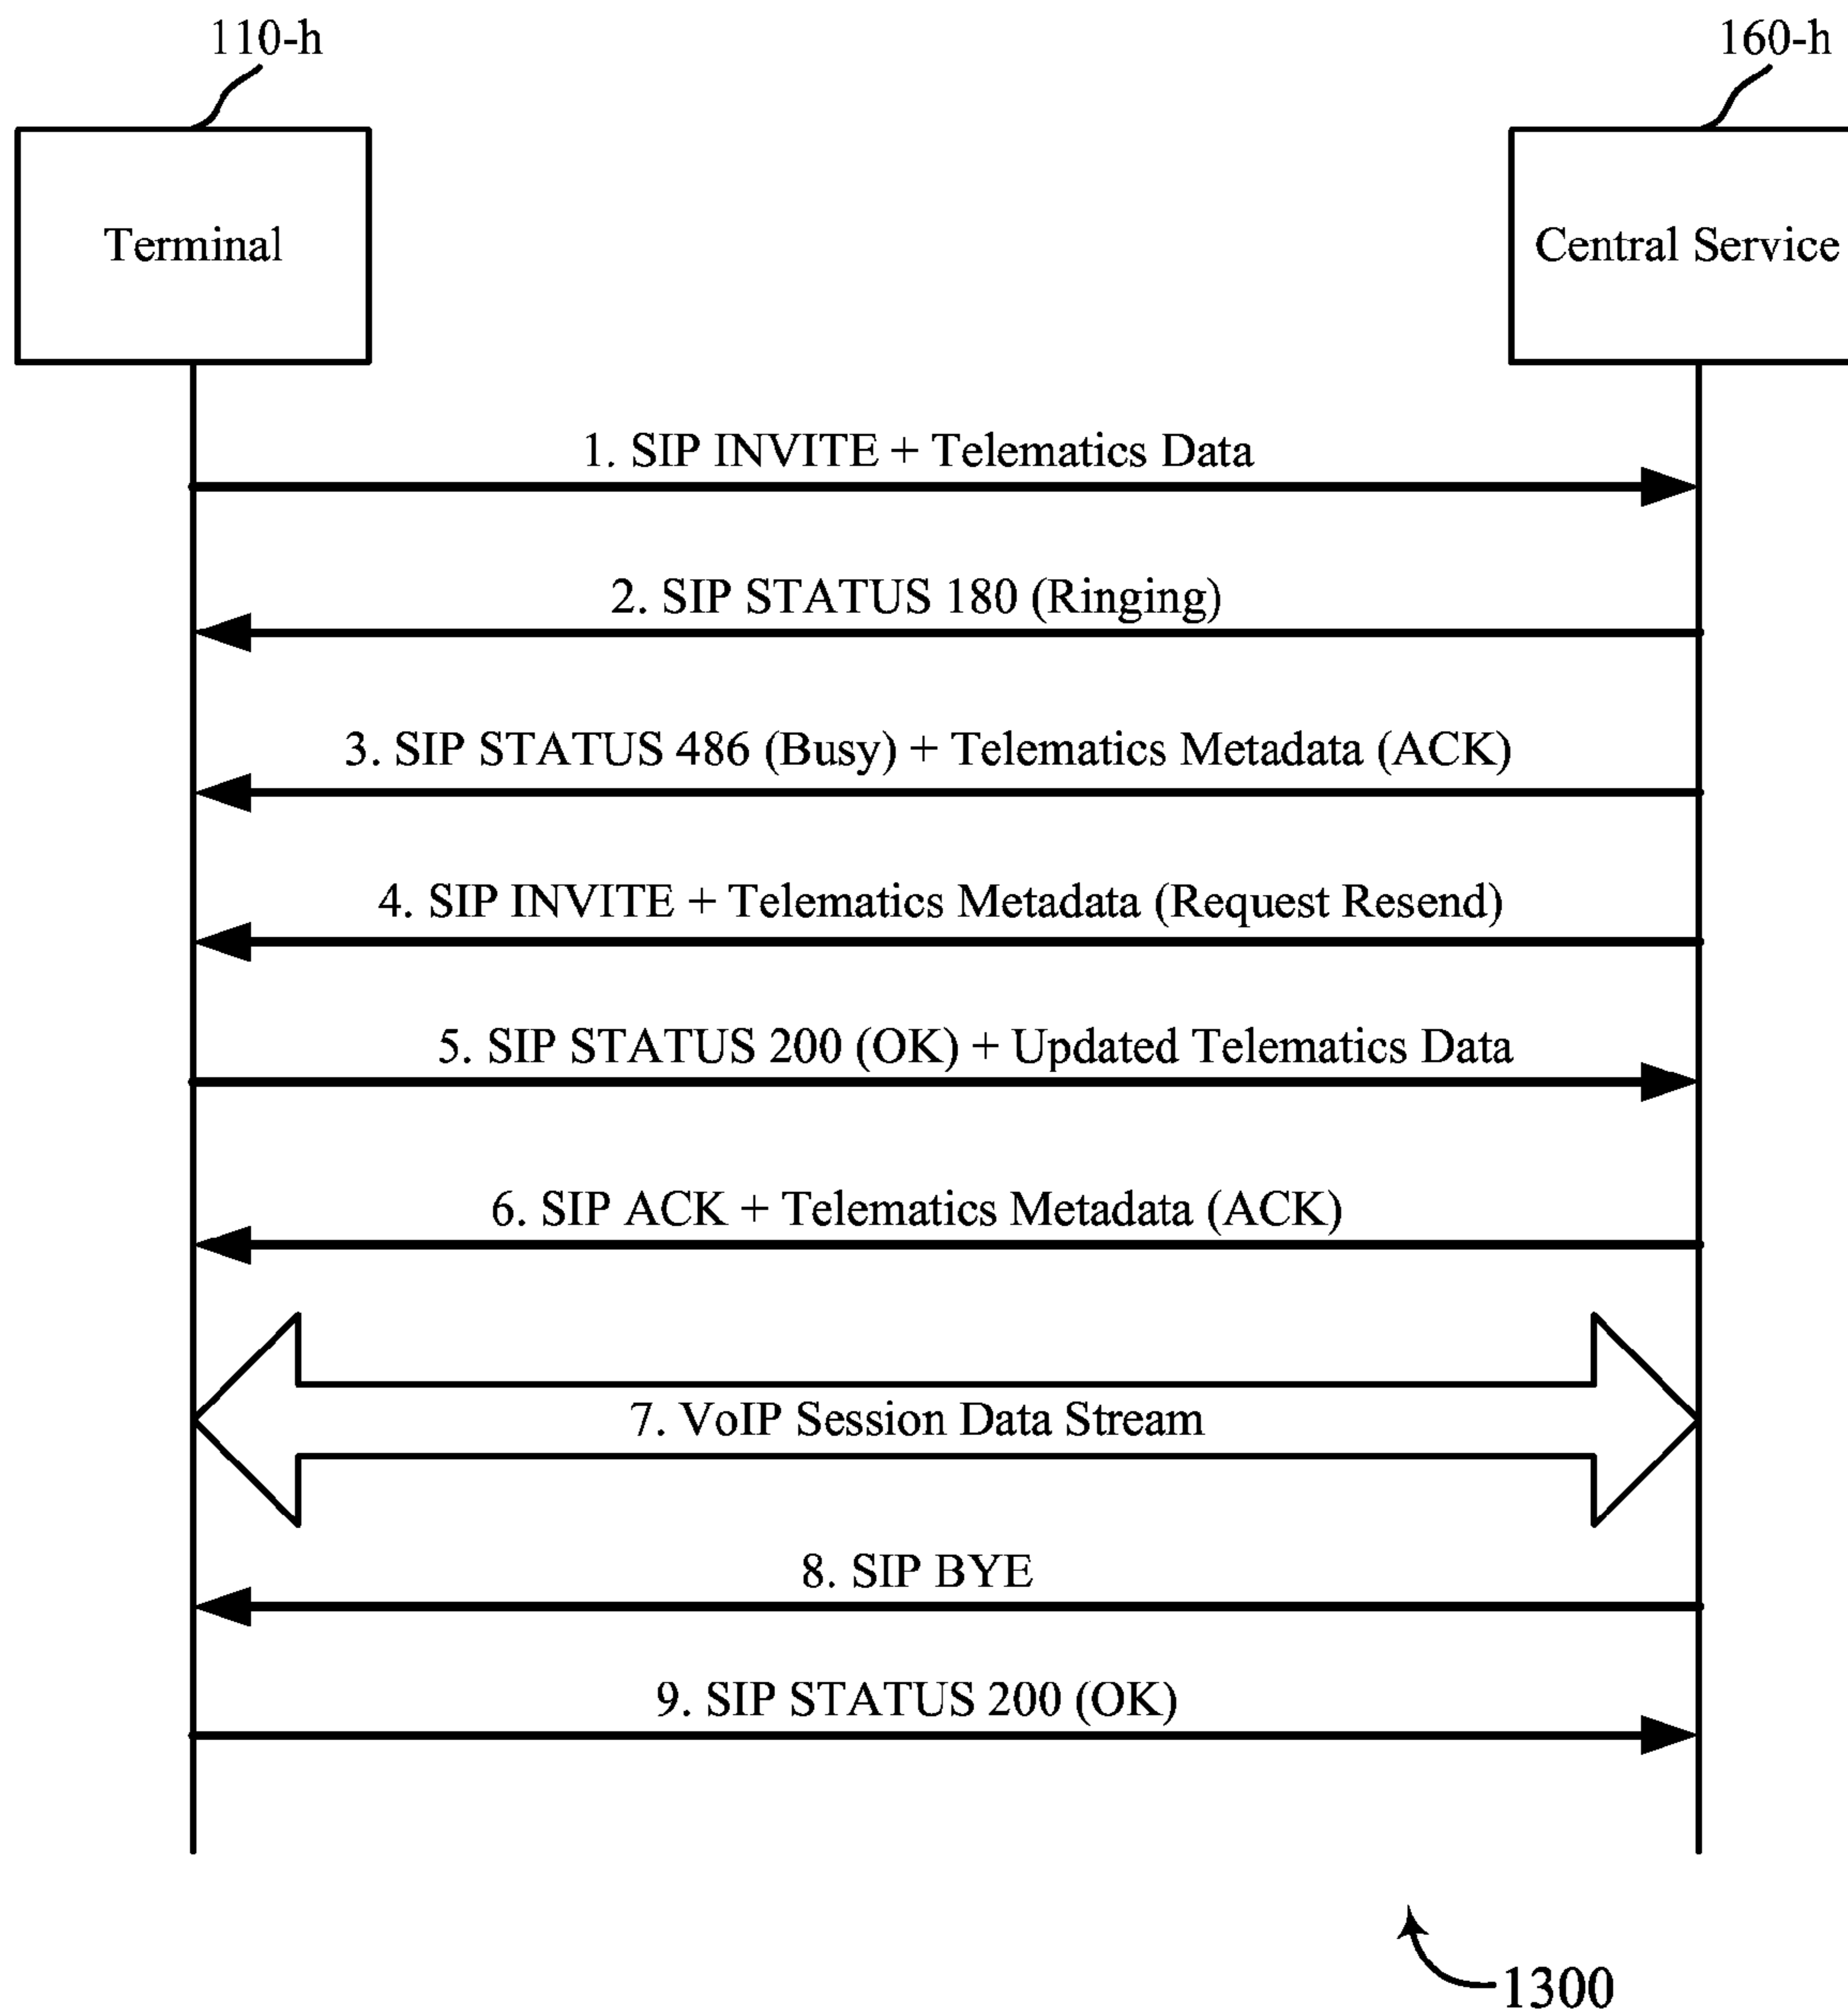 110-h
160-h
Terminal
Central Service
1. SIP INVITE + Telematics Data
2. SIP STATUS 180 (Ringing)
3. SIP STATUS 486 (Busy) + Telematics Metadata (ACK)
4. SIP INVITE + Telematics Metadata (Request Resend)
5. SIP STATUS 200 (OK) + Updated Telematics Data
6. SIP ACK + Telematics Metadata (ACK)
7. VoIP Session Data Stream
8. SIP BYE
9. SIP STATUS 200 (OK)
1300